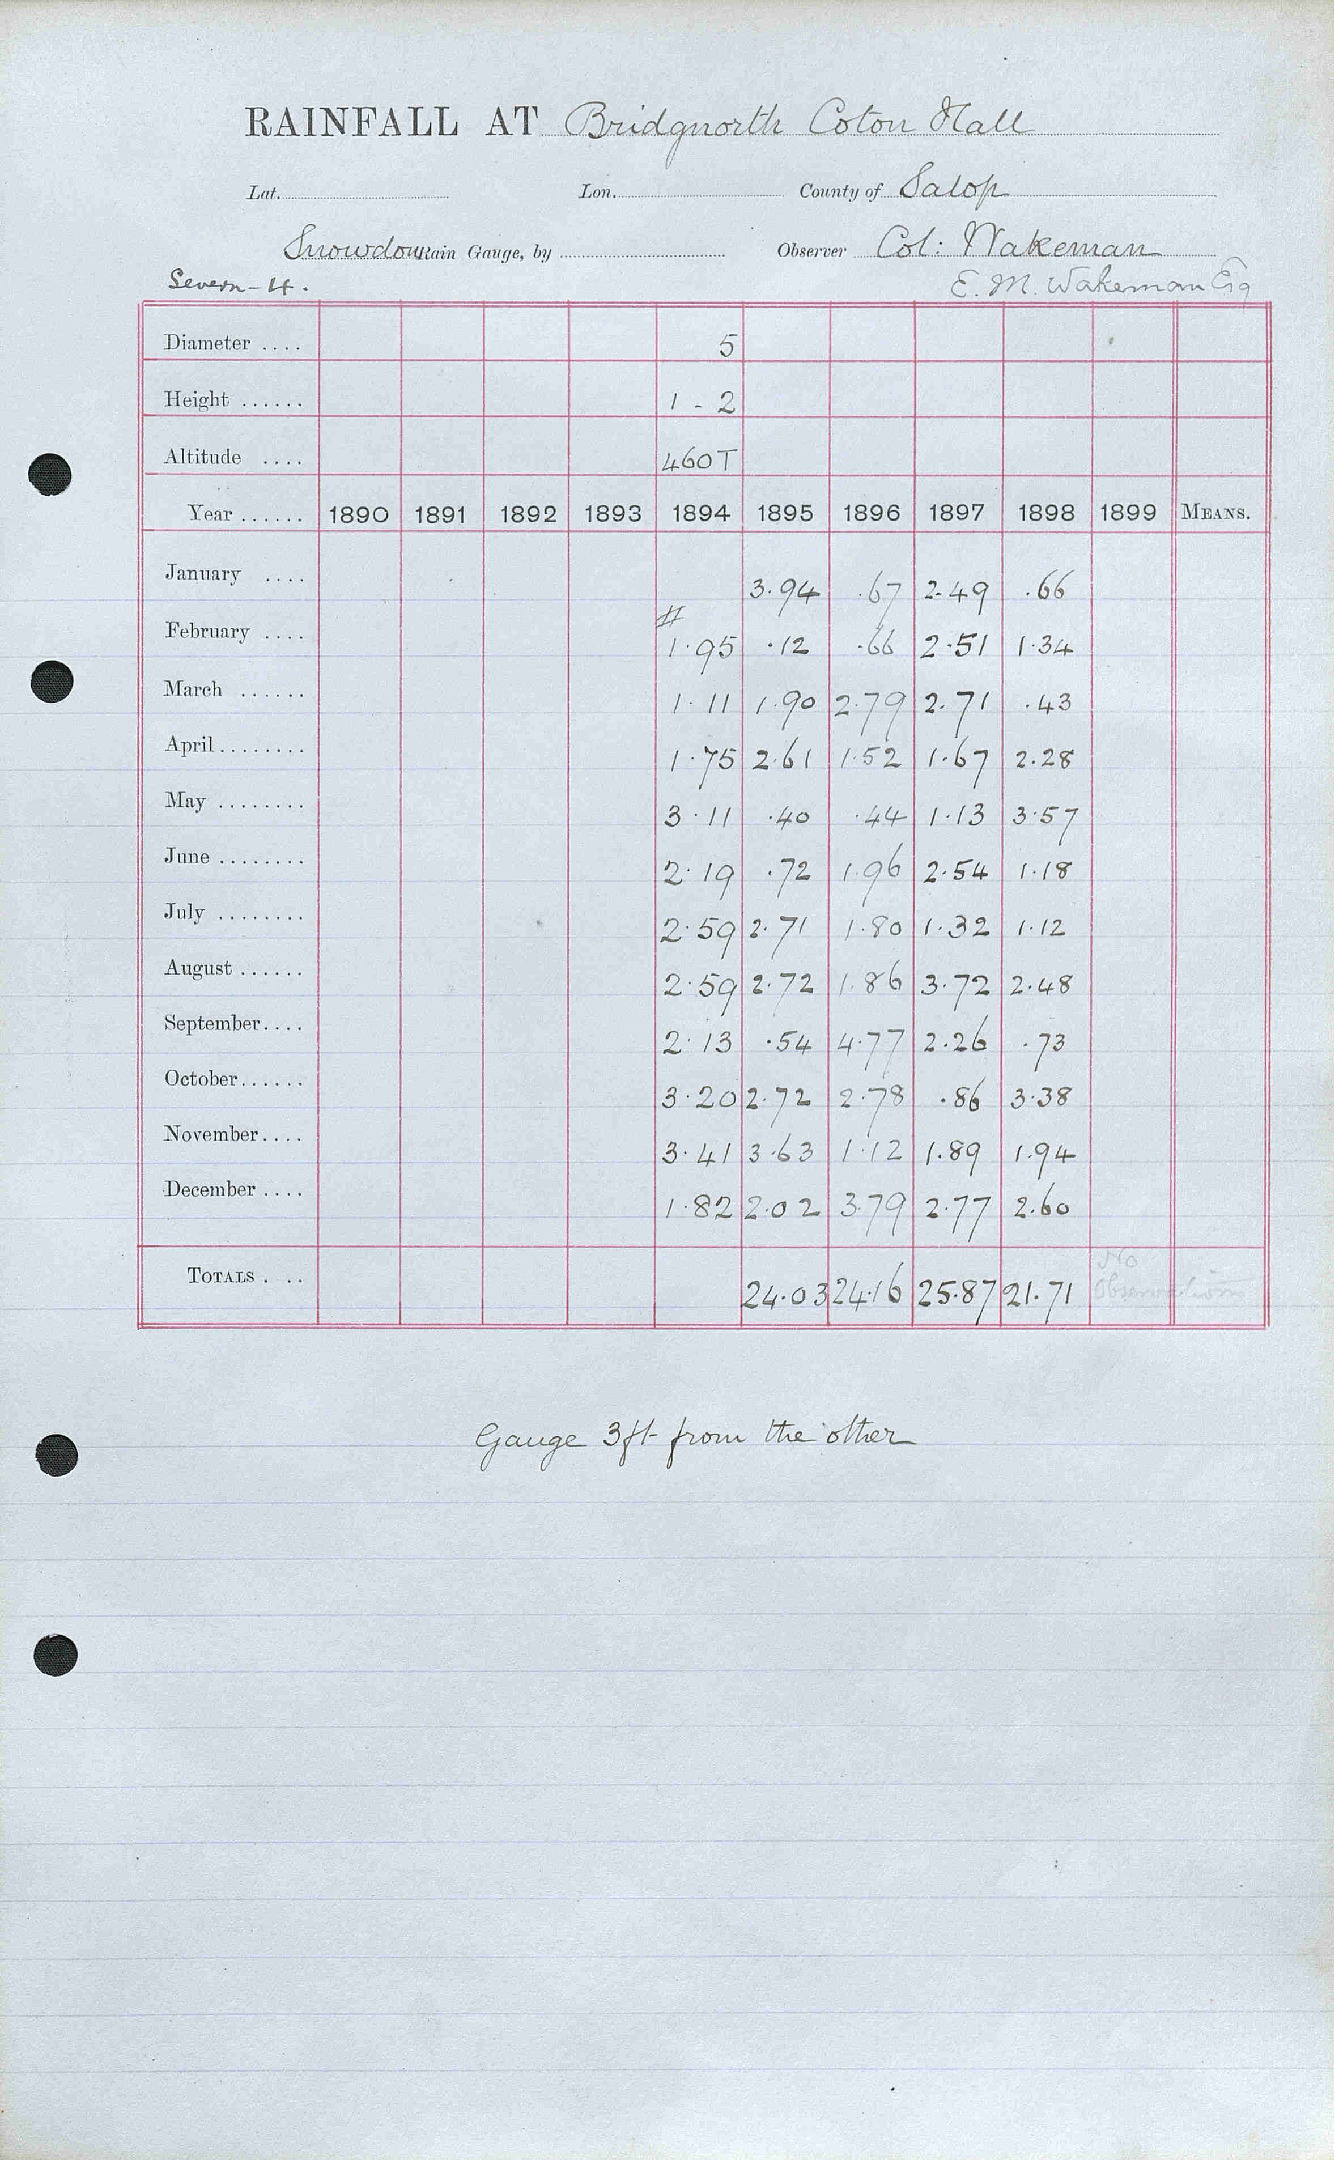 RAINFALL AT Bridgnorth Coton Hall
Lat. Lon. County of Salop
Snowdon Rain Gauge, by Observer Col: Wakeman
Severn-4. E. M. Wakeman Esq
Diameter .... 5
Height ...... 1 - 2
Altitude .... 460T
Year ...... 1890 1891 1892 1893 1894 1895 1896 1897 1898 1899 MEANS.
January .... 3.94 .67 2.49 .66
#
February .... 1.95 .12 .66 2.51 1.34
March ...... 1.11 1.90 2.79 2.71 .43
April ........ 1.75 2.61 1.52 1.67 2.28
May ........ 3.11 .40 .44 1.13 3.57
June ........ 2.19 .72 1.96 2.54 1.18
July ........ 2.59 2.71 1.80 1.32 1.12
August ...... 2.59 2.72 1.86 3.72 2.48
September.... 2.13 .54 4.77 2.26 .73
October...... 3.20 2.72 2.78 .86 3.38
November.... 3.41 3.63 1.12 1.89 1.94
December .... 1.82 2.02 3.79 2.77 2.60
TOTALS . .. 24.03 24.16 25.87 21.71 No
Observations
Gauge 3ft from the other